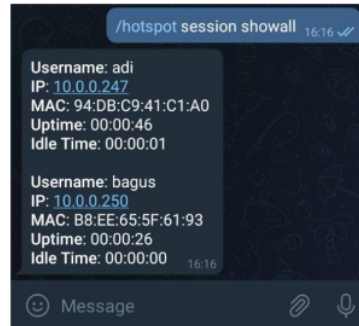 /hotspot session showall 16:16
Username: adi
IP: 10.0.0.247
MAC: 94:DB:C9:41:C1:A0
Uptime: 00:00:46
Idle Time: 00:00:01
Username: bagus
IP: 10.0.0.250
MAC: B8:EE:65:5F:61:93
Uptime: 00:00:26
Idle Time: 00:00:00 16:16
Message